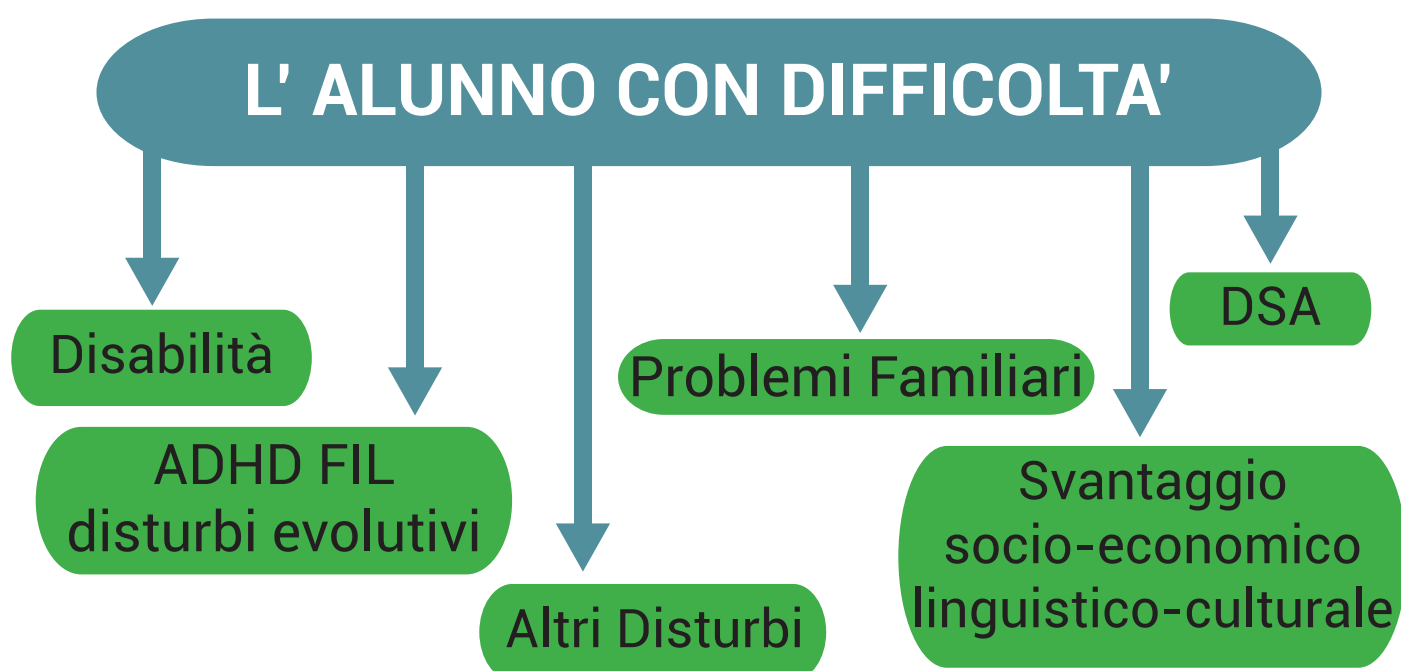 L' ALUNNO CON DIFFICOLTA'
Disabilità
ADHD FIL
disturbi evolutivi
Altri Disturbi
Problemi Familiari
Svantaggio
socio-economico
linguistico-culturale
DSA